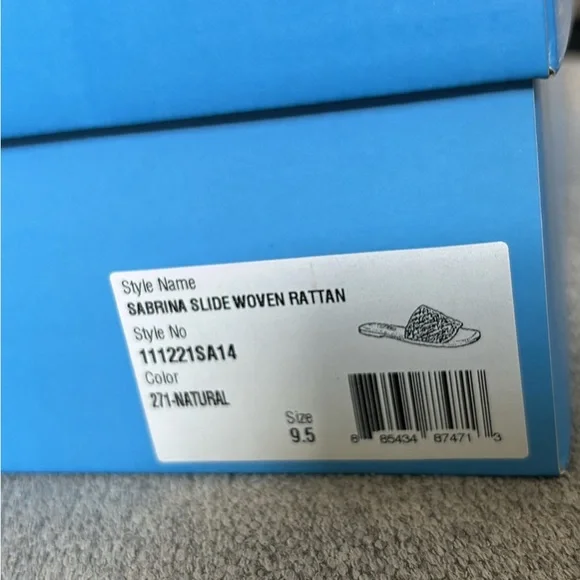 Style Name
SABRINA SLIDE WOVEN RATTAN
Style No
111221SA14
Color
271-NATURAL
Size
9.5
8 85434 87471 3